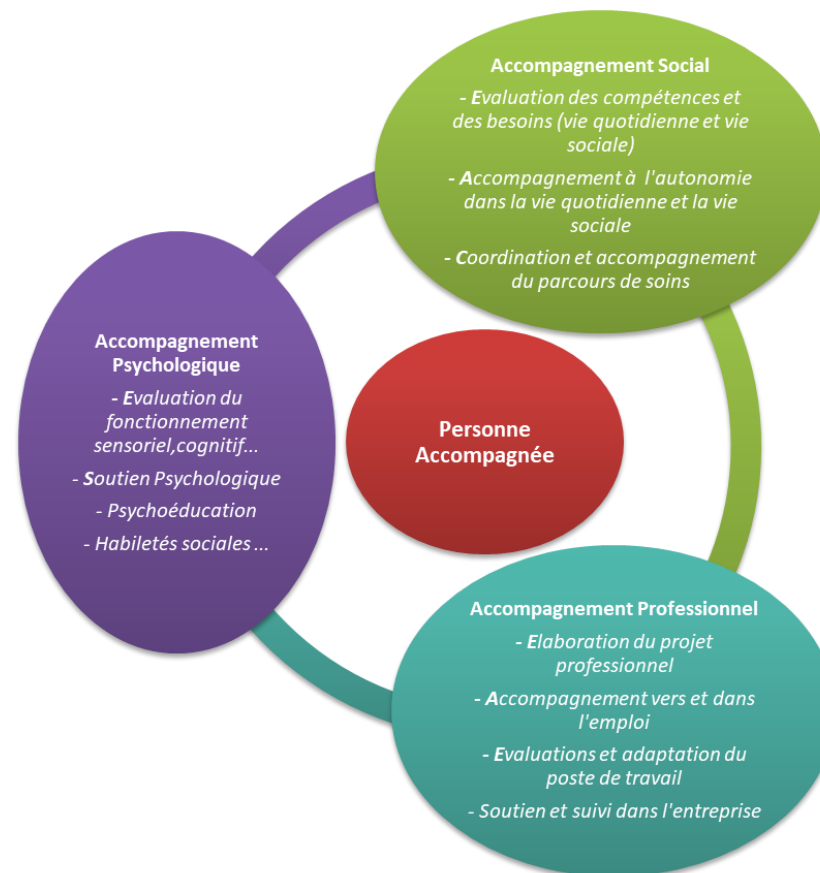 Accompagnement Social
- Evaluation des compétences et
des besoins (vie quotidienne et vie
sociale)
- Accompagnement à l'autonomie
dans la vie quotidienne et la vie
sociale
- Coordination et accompagnement
du parcours de soins
Accompagnement
Psychologique
- Evaluation du
fonctionnement
sensoriel,cognitif...
- Soutien Psychologique
- Psychoéducation
- Habiletés sociales ...
Personne
Accompagnée
Accompagnement Professionnel
- Elaboration du projet
professionnel
- Accompagnement vers et dans
l'emploi
- Evaluations et adaptation du
poste de travail
- Soutien et suivi dans l'entreprise